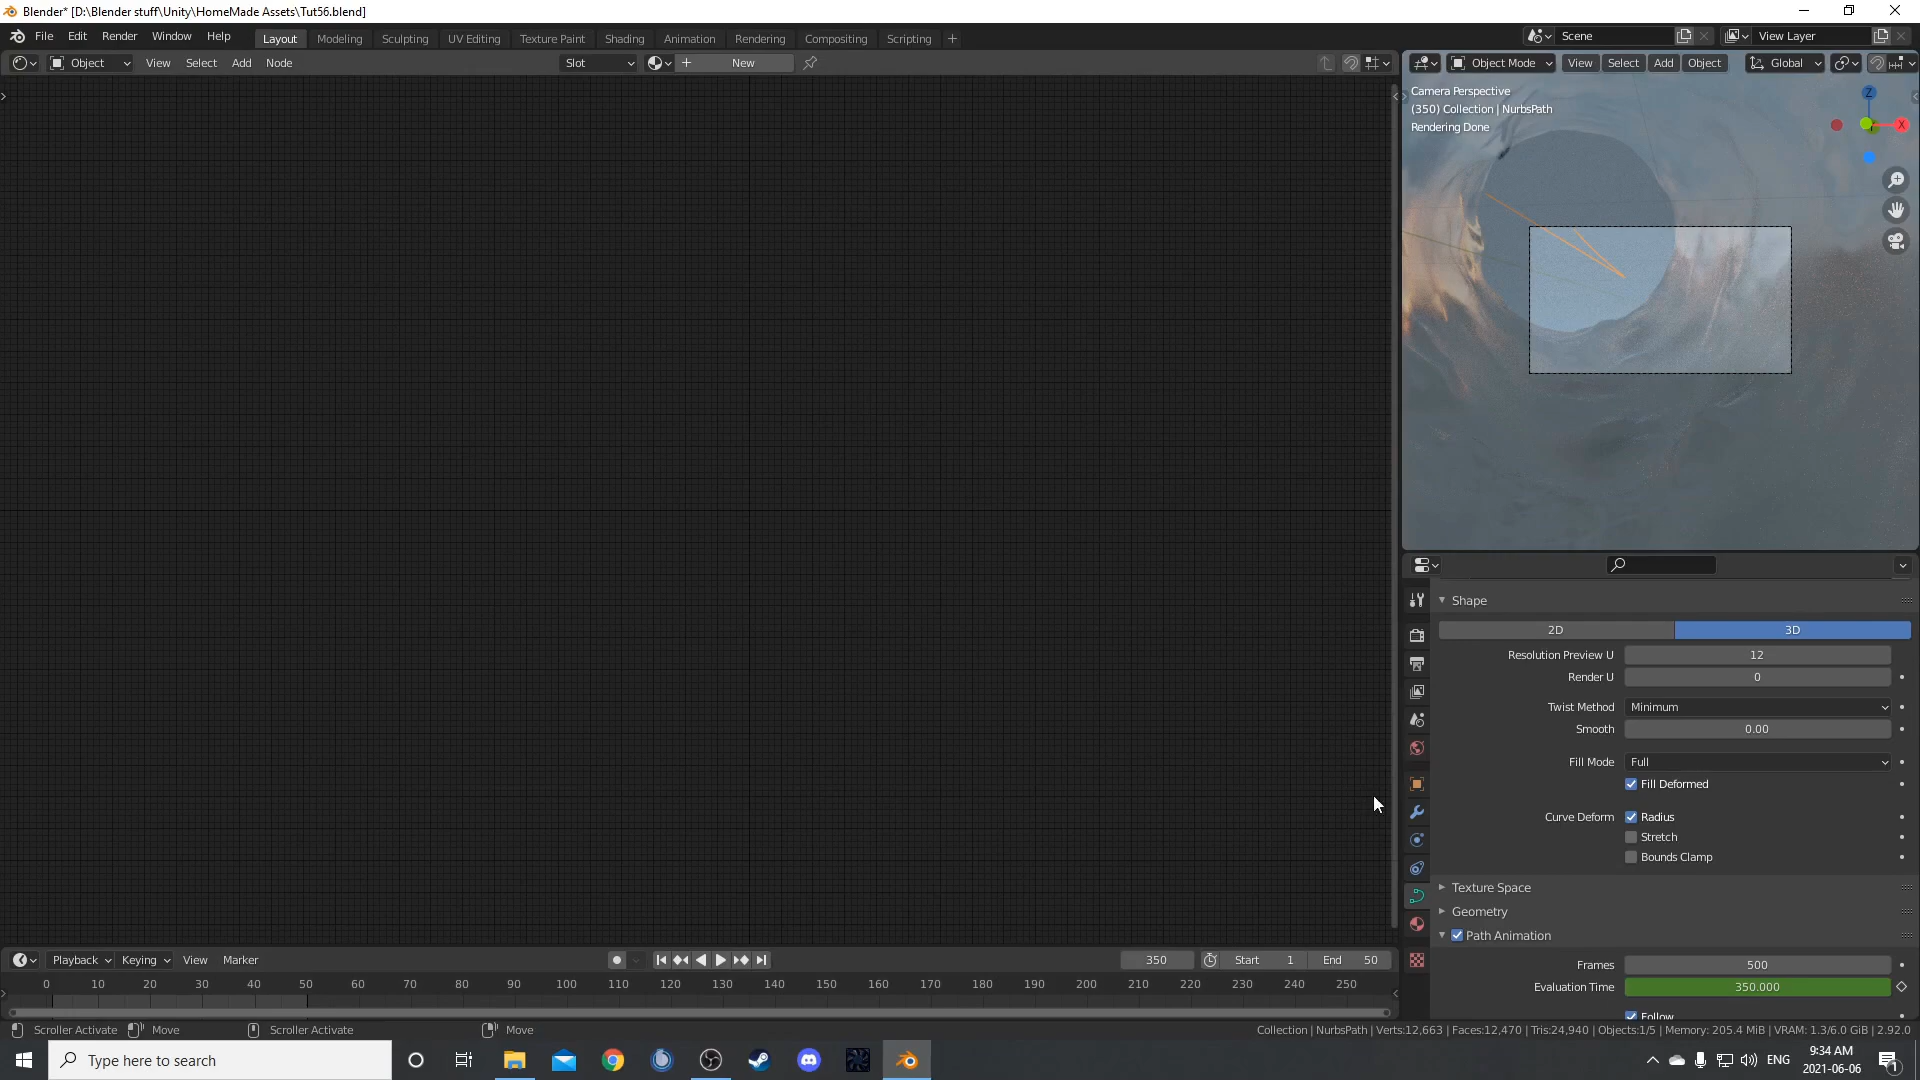 Blender* [D:\Blender stuff\Unity\HomeMade Assets\Tut56.blend]
File Edit Render Window Help Layout Modeling Sculpting UV Editing Texture Paint Shading Animation Rendering Compositing Scripting + Scene View Layer
Object View Select Add Node Slot + New Object Mode View Select Add Object Global
Camera Perspective
(350) Collection | NurbsPath
Rendering Done
Z
X
Shape
2D 3D
Resolution Preview U 12
Render U 0
Twist Method Minimum
Smooth 0.00
Fill Mode Full
Fill Deformed
Curve Deform Radius
Stretch
Bounds Clamp
Texture Space
Geometry
Path Animation
Frames 500
Evaluation Time 350.000
Follow
Playback Keying View Marker 350 Start 1 End 50
0 10 20 30 40 50 60 70 80 90 100 110 120 130 140 150 160 170 180 190 200 210 220 230 240 250
Scroller Activate Move Scroller Activate Move Collection | NurbsPath | Verts:12,663 | Faces:12,470 | Tris:24,940 | Objects:1/5 | Memory: 205.4 MiB | VRAM: 1.3/6.0 GiB | 2.92.0
Type here to search ENG 9:34 AM
2021-06-06
1